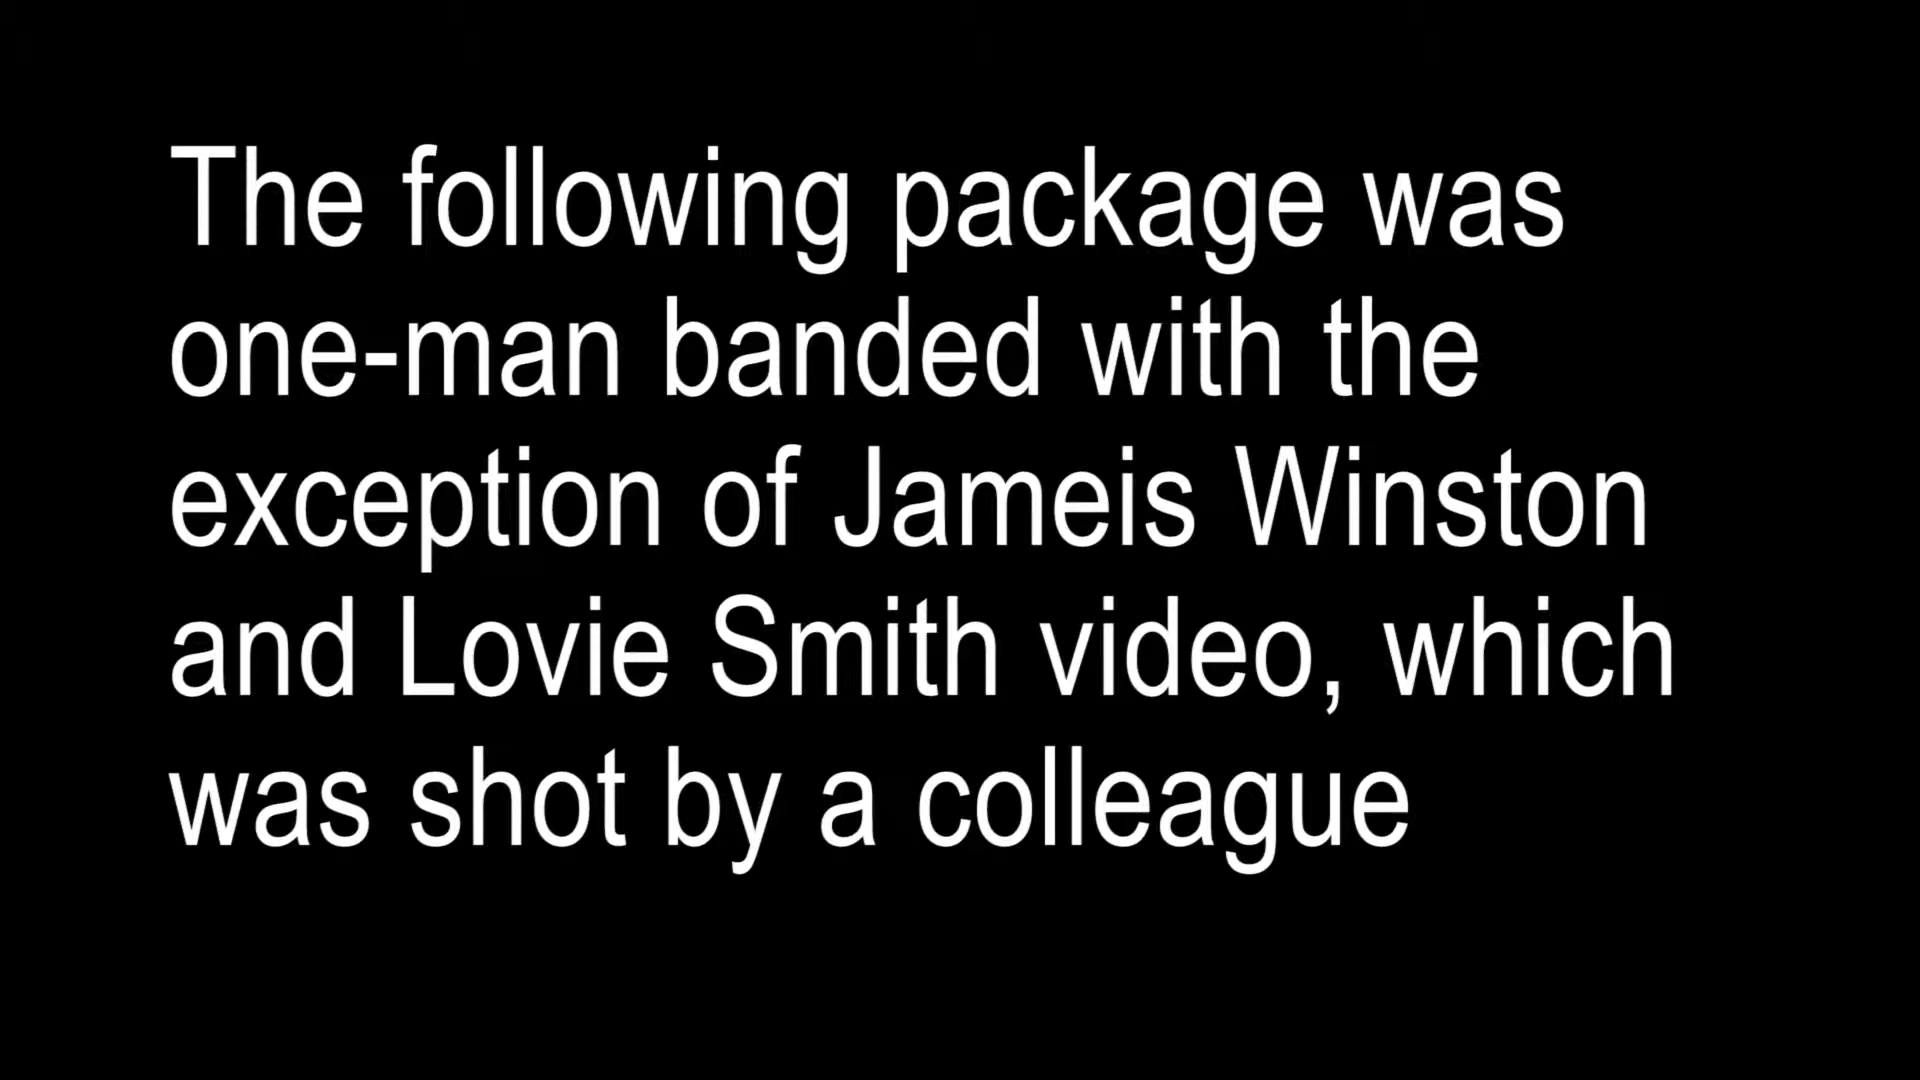 The following package was
one-man banded with the
exception of Jameis Winston
and Lovie Smith video, which
was shot by a colleague